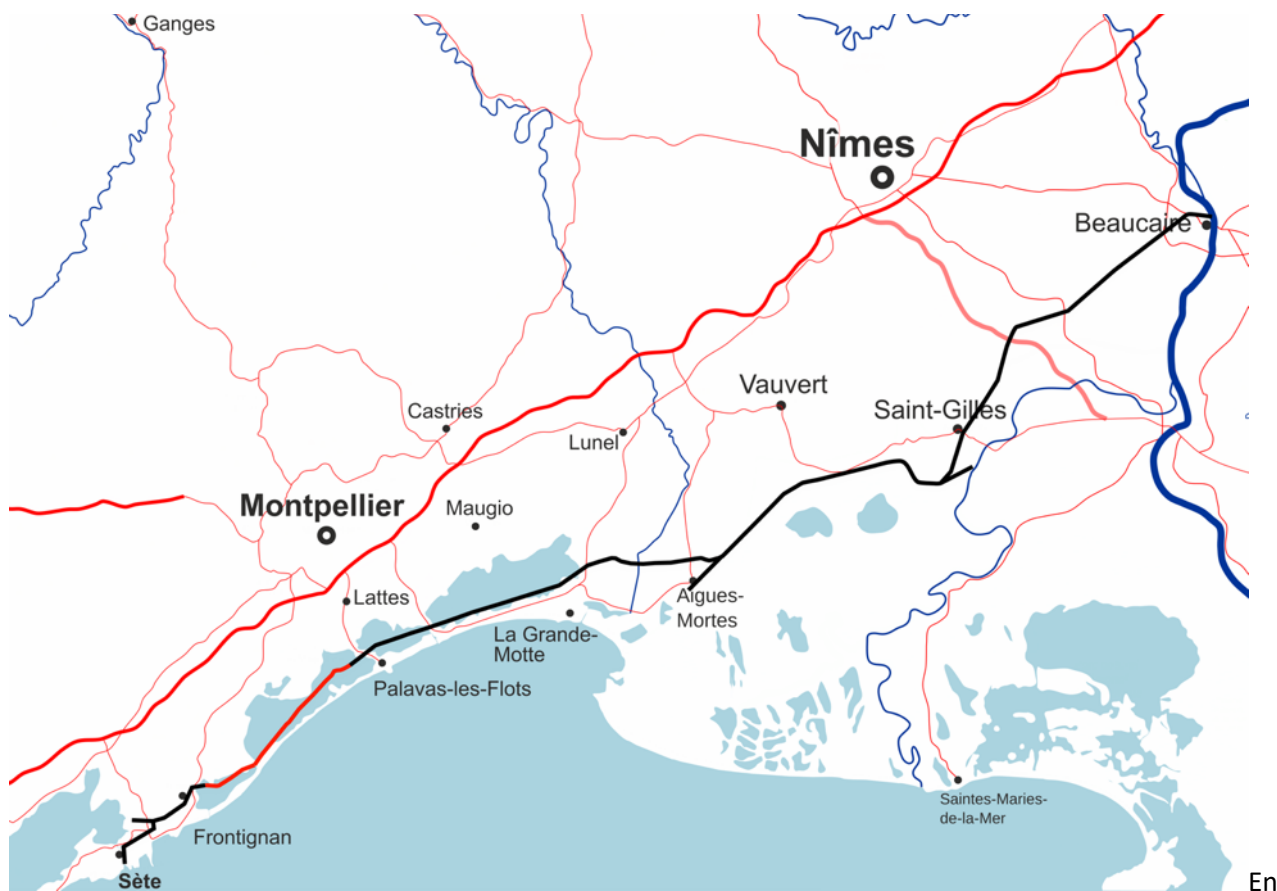 Ganges
Nîmes
Beaucaire
Vauvert
Castries
Saint-Gilles
Lunel
Montpellier
Maugio
Lattes
Aigues-
Mortes
La Grande-
Motte
Palavas-les-Flots
Saintes-Maries-
de-la-Mer
Frontignan
Sète
En